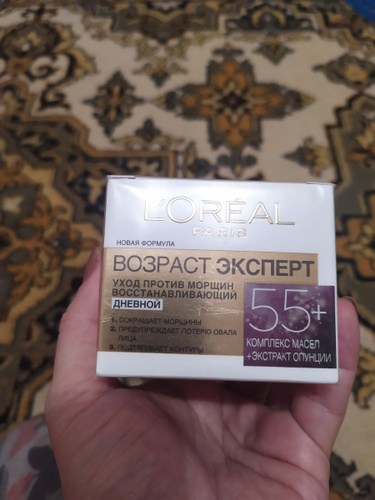 L'ORÉAL
PARIS
НОВАЯ ФОРМУЛА
ВОЗРАСТ ЭКСПЕРТ
УХОД ПРОТИВ МОРЩИН
ВОССТАНАВЛИВАЮЩИЙ
ДНЕВНОЙ
1. СОКРАЩАЕТ МОРЩИНЫ
2. ПРЕДУПРЕЖДАЕТ ПОТЕРЮ ОВАЛА
ЛИЦА
3. ПОДТЯГИВАЕТ КОНТУРЫ
55+
КОМПЛЕКС МАСЕЛ
+ЭКСТРАКТ ОПУНЦИИ